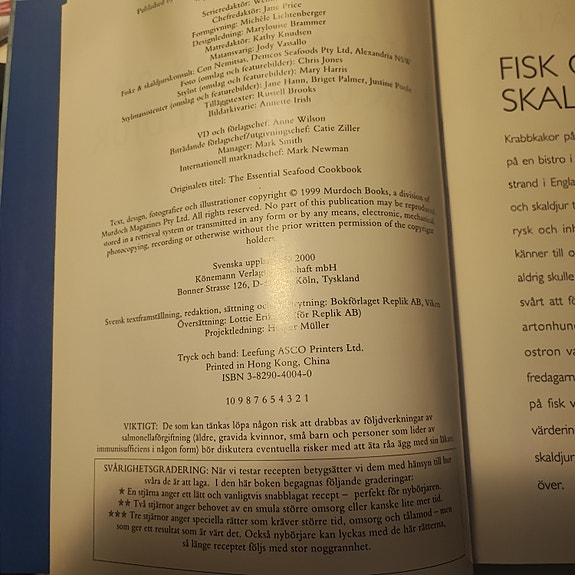 Published by
Serieredaktör:
Chefredaktör: Jane Price
Formgivning: Michèle Lichtenberger
Designledning: Marylouise Brammer
Matredaktör: Kathy Knudsen
Matansvarig: Jody Vassallo
Fisk- & skaldjurskonsult: Con Nemitsas, Demcos Seafoods Pty Ltd, Alexandria NSW
Foto (omslag och featurebilder): Chris Jones
Stylist (omslag och featurebilder): Mary Harris
Stylistassistenter (omslag och featurebilder): Jane Hann, Briget Palmer, Justine Poole
Tilläggstexter: Russell Brooks
Bildarkivarie: Annette Irish
VD och förlagschef: Anne Wilson
Biträdande förlagschef/utgivningschef: Catie Ziller
Manager: Mark Smith
Internationell marknadschef: Mark Newman
Originalets titel: The Essential Seafood Cookbook
Text, design, fotografier och illustrationer copyright © 1999 Murdoch Books, a division of
Murdoch Magazines Pty Ltd. All rights reserved. No part of this publication may be reproduced,
stored in a retrieval system or transmitted in any form or by any means, electronic, mechanical,
photocopying, recording or otherwise without the prior written permission of the copyright
holder.
Svenska © 2000
Könemann mbH
Bonner Strasse 126, Köln, Tyskland
Svensk textframställning, redaktion, sättning och Bokförlaget Replik AB,
Översättning: Lottie för Replik AB)
Projektledning: Müller
Tryck och band: Leefung ASCO Printers Ltd.
Printed in Hong Kong, China
ISBN 3-8290-4004-0
10 9 8 7 6 5 4 3 2 1
VIKTIGT: De som kan tänkas löpa någon risk att drabbas av följdverkningar av
salmonellaförgiftning (äldre, gravida kvinnor, små barn och personer som lider av
immunsufficiens i någon form) bör diskutera eventuella risker med att äta råa ägg med sin läkare.
SVÅRIGHETSGRADERING: När vi testar recepten betygsätter vi dem med hänsyn till hur
svåra de är att laga. I den här boken begagnas följande graderingar:
★ En stjärna anger ett lätt och vanligtvis snabblagat recept – perfekt för nybörjaren.
★★ Två stjärnor anger behovet av en smula större omsorg eller kanske lite mer tid.
★★★ Tre stjärnor anger speciella rätter som kräver större tid, omsorg och tålamod – men
som ger ett resultat som är värt det. Också nybörjare kan lyckas med de här rätterna,
så länge receptet följs med stor noggrannhet.
FISK
SKAL
Krabbkakor på
på en bistro i
strand i Engla
och skaldjur t
rysk och inh
känner till o
aldrig skulle
svårt att fö
artonhun
ostron vä
fredagam
på fisk v
värderin
skaldjur
över.